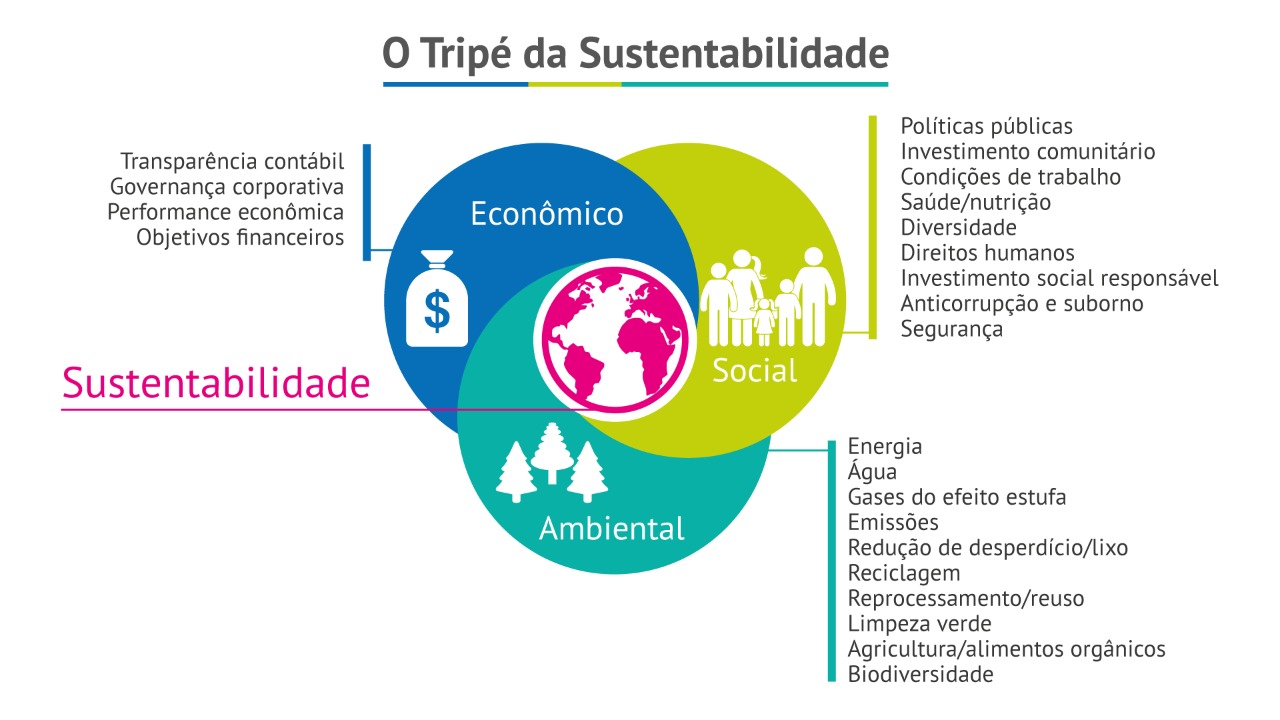 O Tripé da Sustentabilidade
Transparência contábil
Governança corporativa
Performance econômica
Objetivos financeiros
Econômico
$
Social
Políticas públicas
Investimento comunitário
Condições de trabalho
Saúde/nutrição
Diversidade
Direitos humanos
Investimento social responsável
Anticorrupção e suborno
Segurança
Sustentabilidade
Ambiental
Energia
Água
Gases do efeito estufa
Emissões
Redução de desperdício/lixo
Reciclagem
Reprocessamento/reuso
Limpeza verde
Agricultura/alimentos orgânicos
Biodiversidade